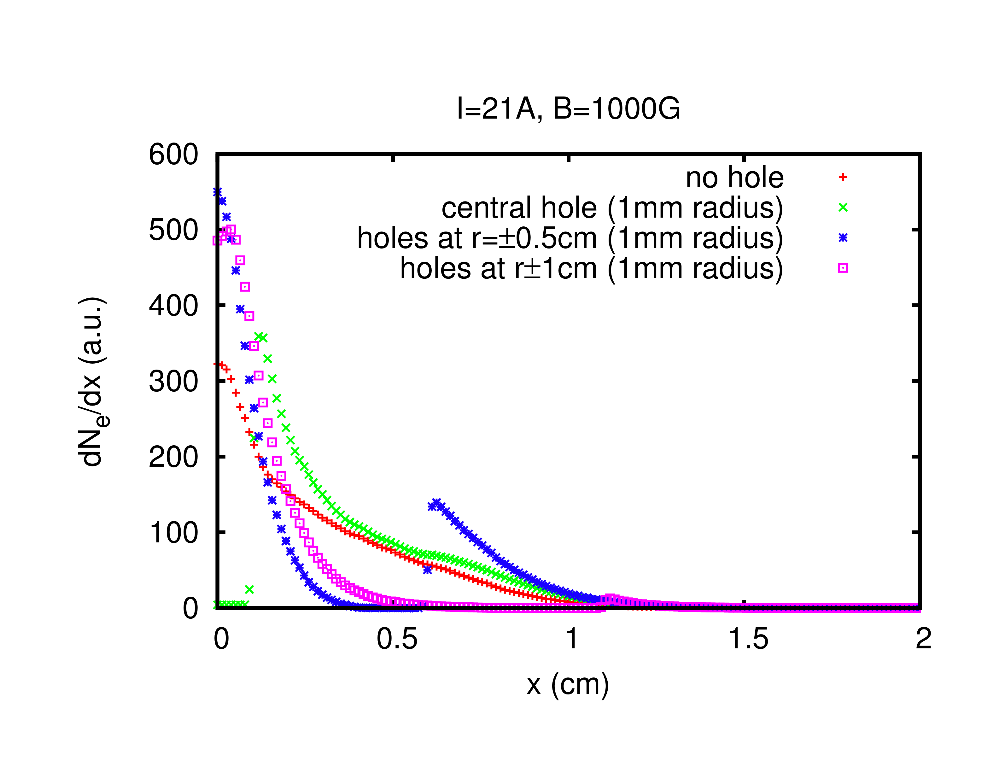 I=21A, B=1000G
600
500
400
300
200
100
0
dNe/dx (a.u.)
no hole
central hole (1mm radius)
holes at r=±0.5cm (1mm radius)
holes at r±1cm (1mm radius)
0 0.5 1 1.5 2
x (cm)